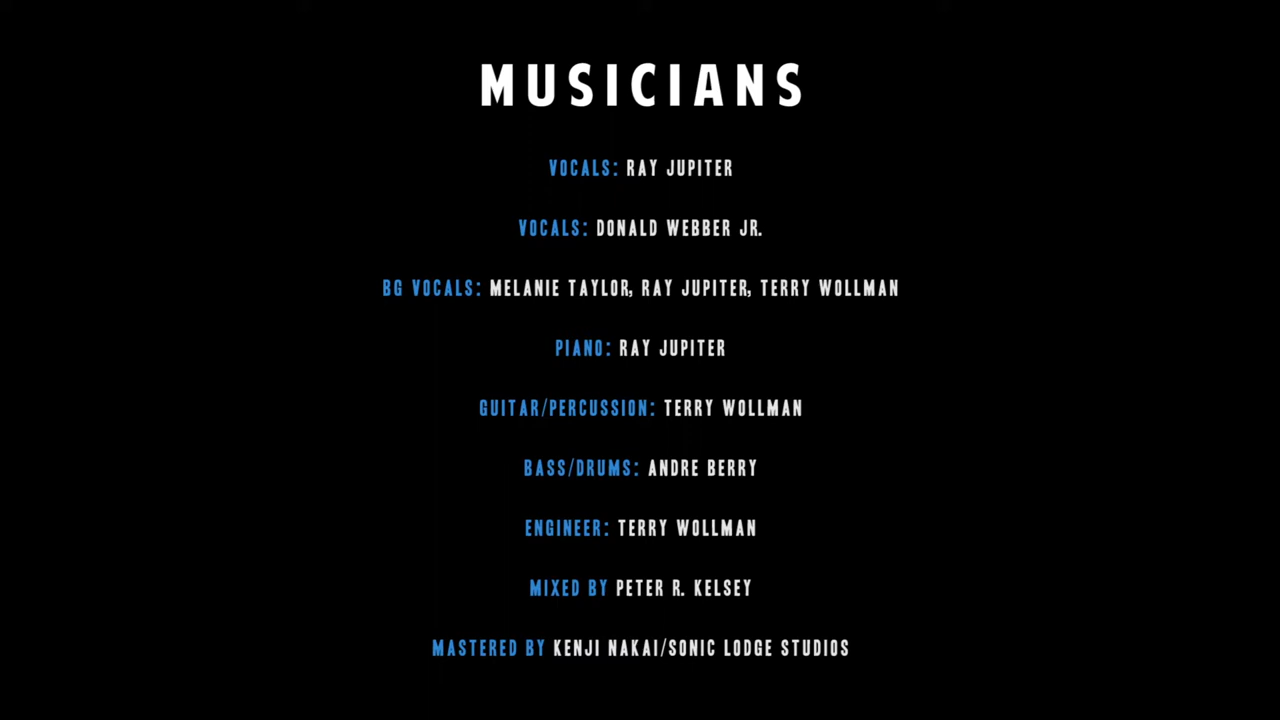 MUSICIANS
VOCALS: RAY JUPITER
VOCALS: DONALD WEBBER JR.
BG VOCALS: MELANIE TAYLOR, RAY JUPITER, TERRY WOLLMAN
PIANO: RAY JUPITER
GUITAR/PERCUSSION: TERRY WOLLMAN
BASS/DRUMS: ANDRE BERRY
ENGINEER: TERRY WOLLMAN
MIXED BY PETER R. KELSEY
MASTERED BY KENJI NAKAI/SONIC LODGE STUDIOS